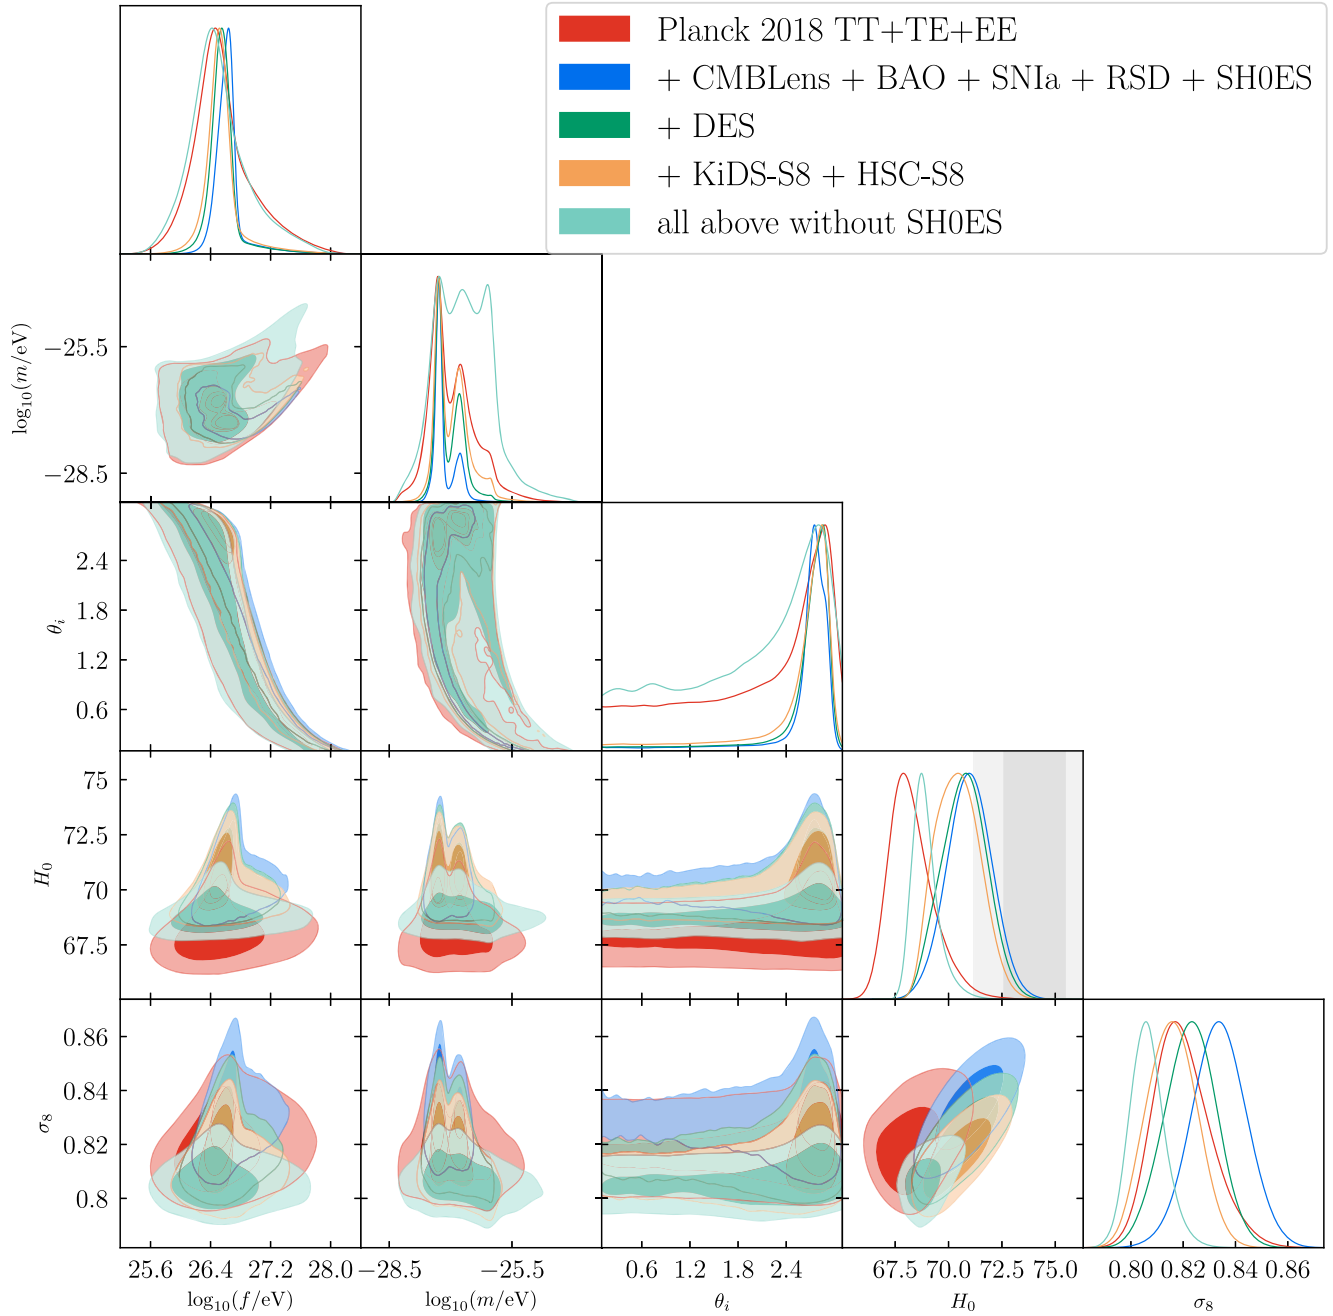 Planck 2018 TT+TE+EE
+ CMBLens + BAO + SNIa + RSD + SH0ES
+ DES
+ KiDS-S8 + HSC-S8
all above without SH0ES
log₁₀(m/eV)
−25.5
−28.5
θᵢ
2.4
1.8
1.2
0.6
H₀
75
72.5
70
67.5
σ₈
0.86
0.84
0.82
0.8
25.6 26.4 27.2 28.0 −28.5 −25.5 0.6 1.2 1.8 2.4 67.5 70.0 72.5 75.0 0.80 0.82 0.84 0.86
log₁₀(f/eV) log₁₀(m/eV) θᵢ H₀ σ₈